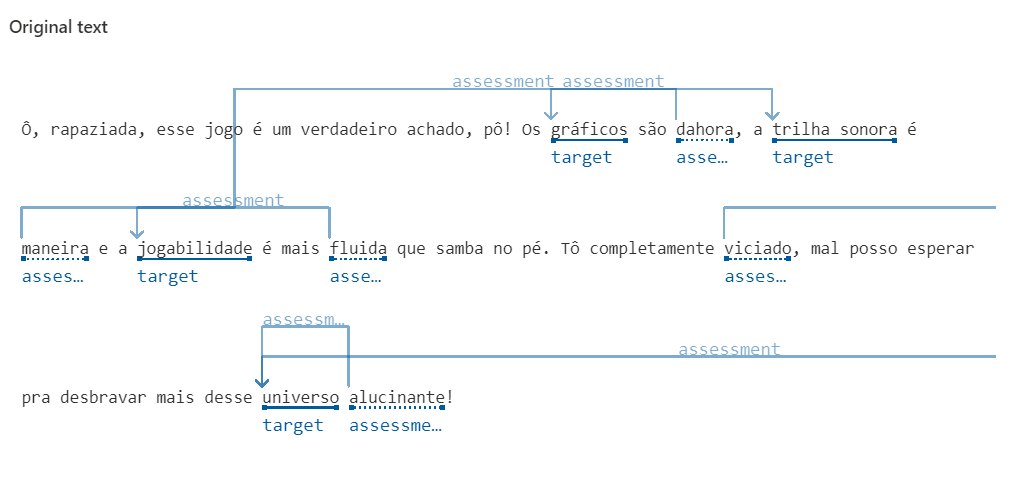 Original text
assessment assessment
Ô, rapaziada, esse jogo é um verdadeiro achado, pô! Os gráficos são dahora, a trilha sonora é
target asse… target
assessment
maneira e a jogabilidade é mais fluida que samba no pé. Tô completamente viciado, mal posso esperar
asses… target asse… asses…
assessm…
assessment
pra desbravar mais desse universo alucinante!
target assessme…